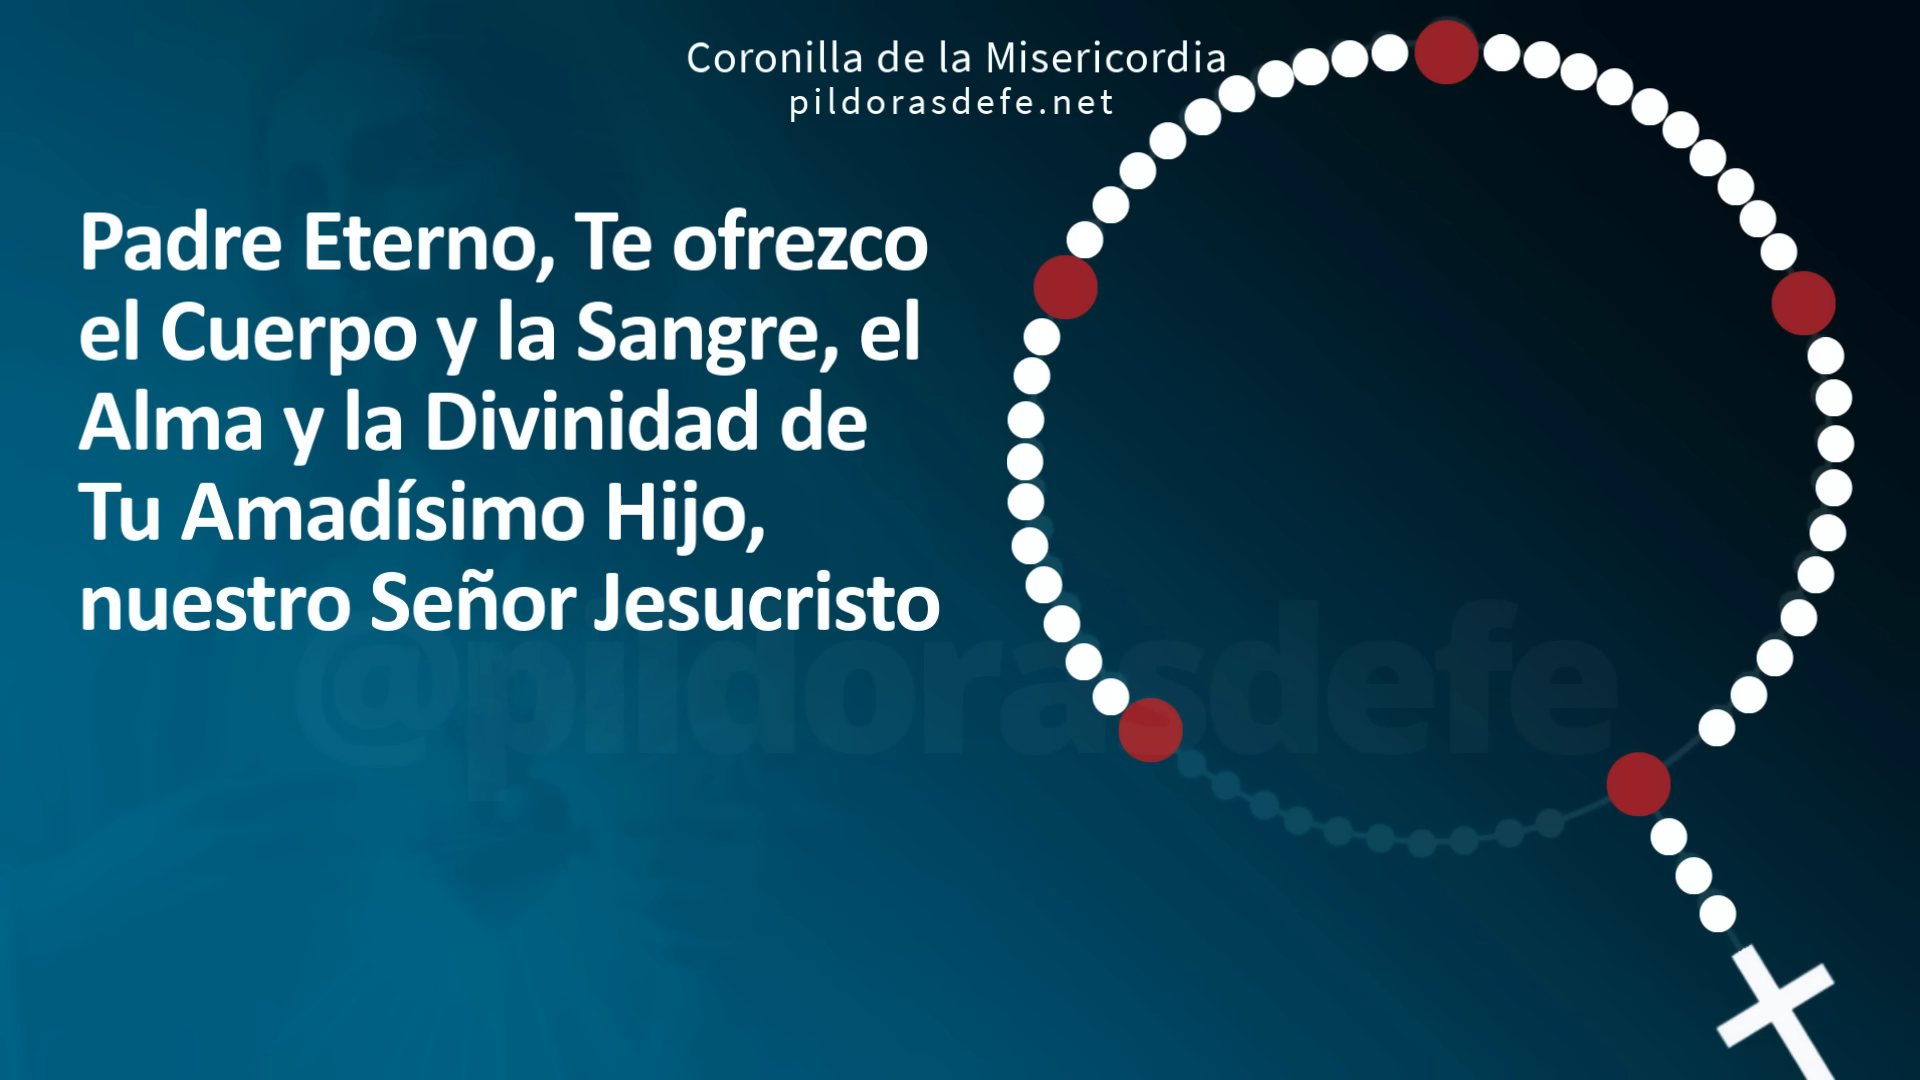 Coronilla de la Misericordia
pildorasdefe.net
Padre Eterno, Te ofrezco
el Cuerpo y la Sangre, el
Alma y la Divinidad de
Tu Amadísimo Hijo,
nuestro Señor Jesucristo
@pildorasdefe